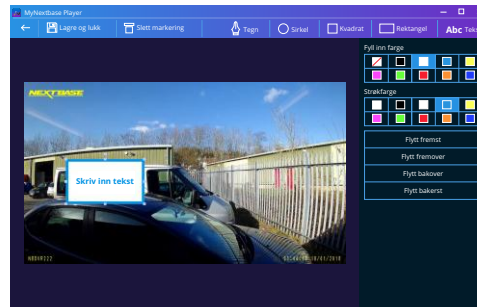 MyNextbase Player
Lagre og lukk
Slett markering
Tegn
Sirkel
Kvadrat
Rektangel
Abc Tek
Fyll inn farge
Strøkfarge
Flytt fremst
Flytt fremover
Flytt bakover
Flytt bakerst
NEXTBASE
Skriv inn tekst